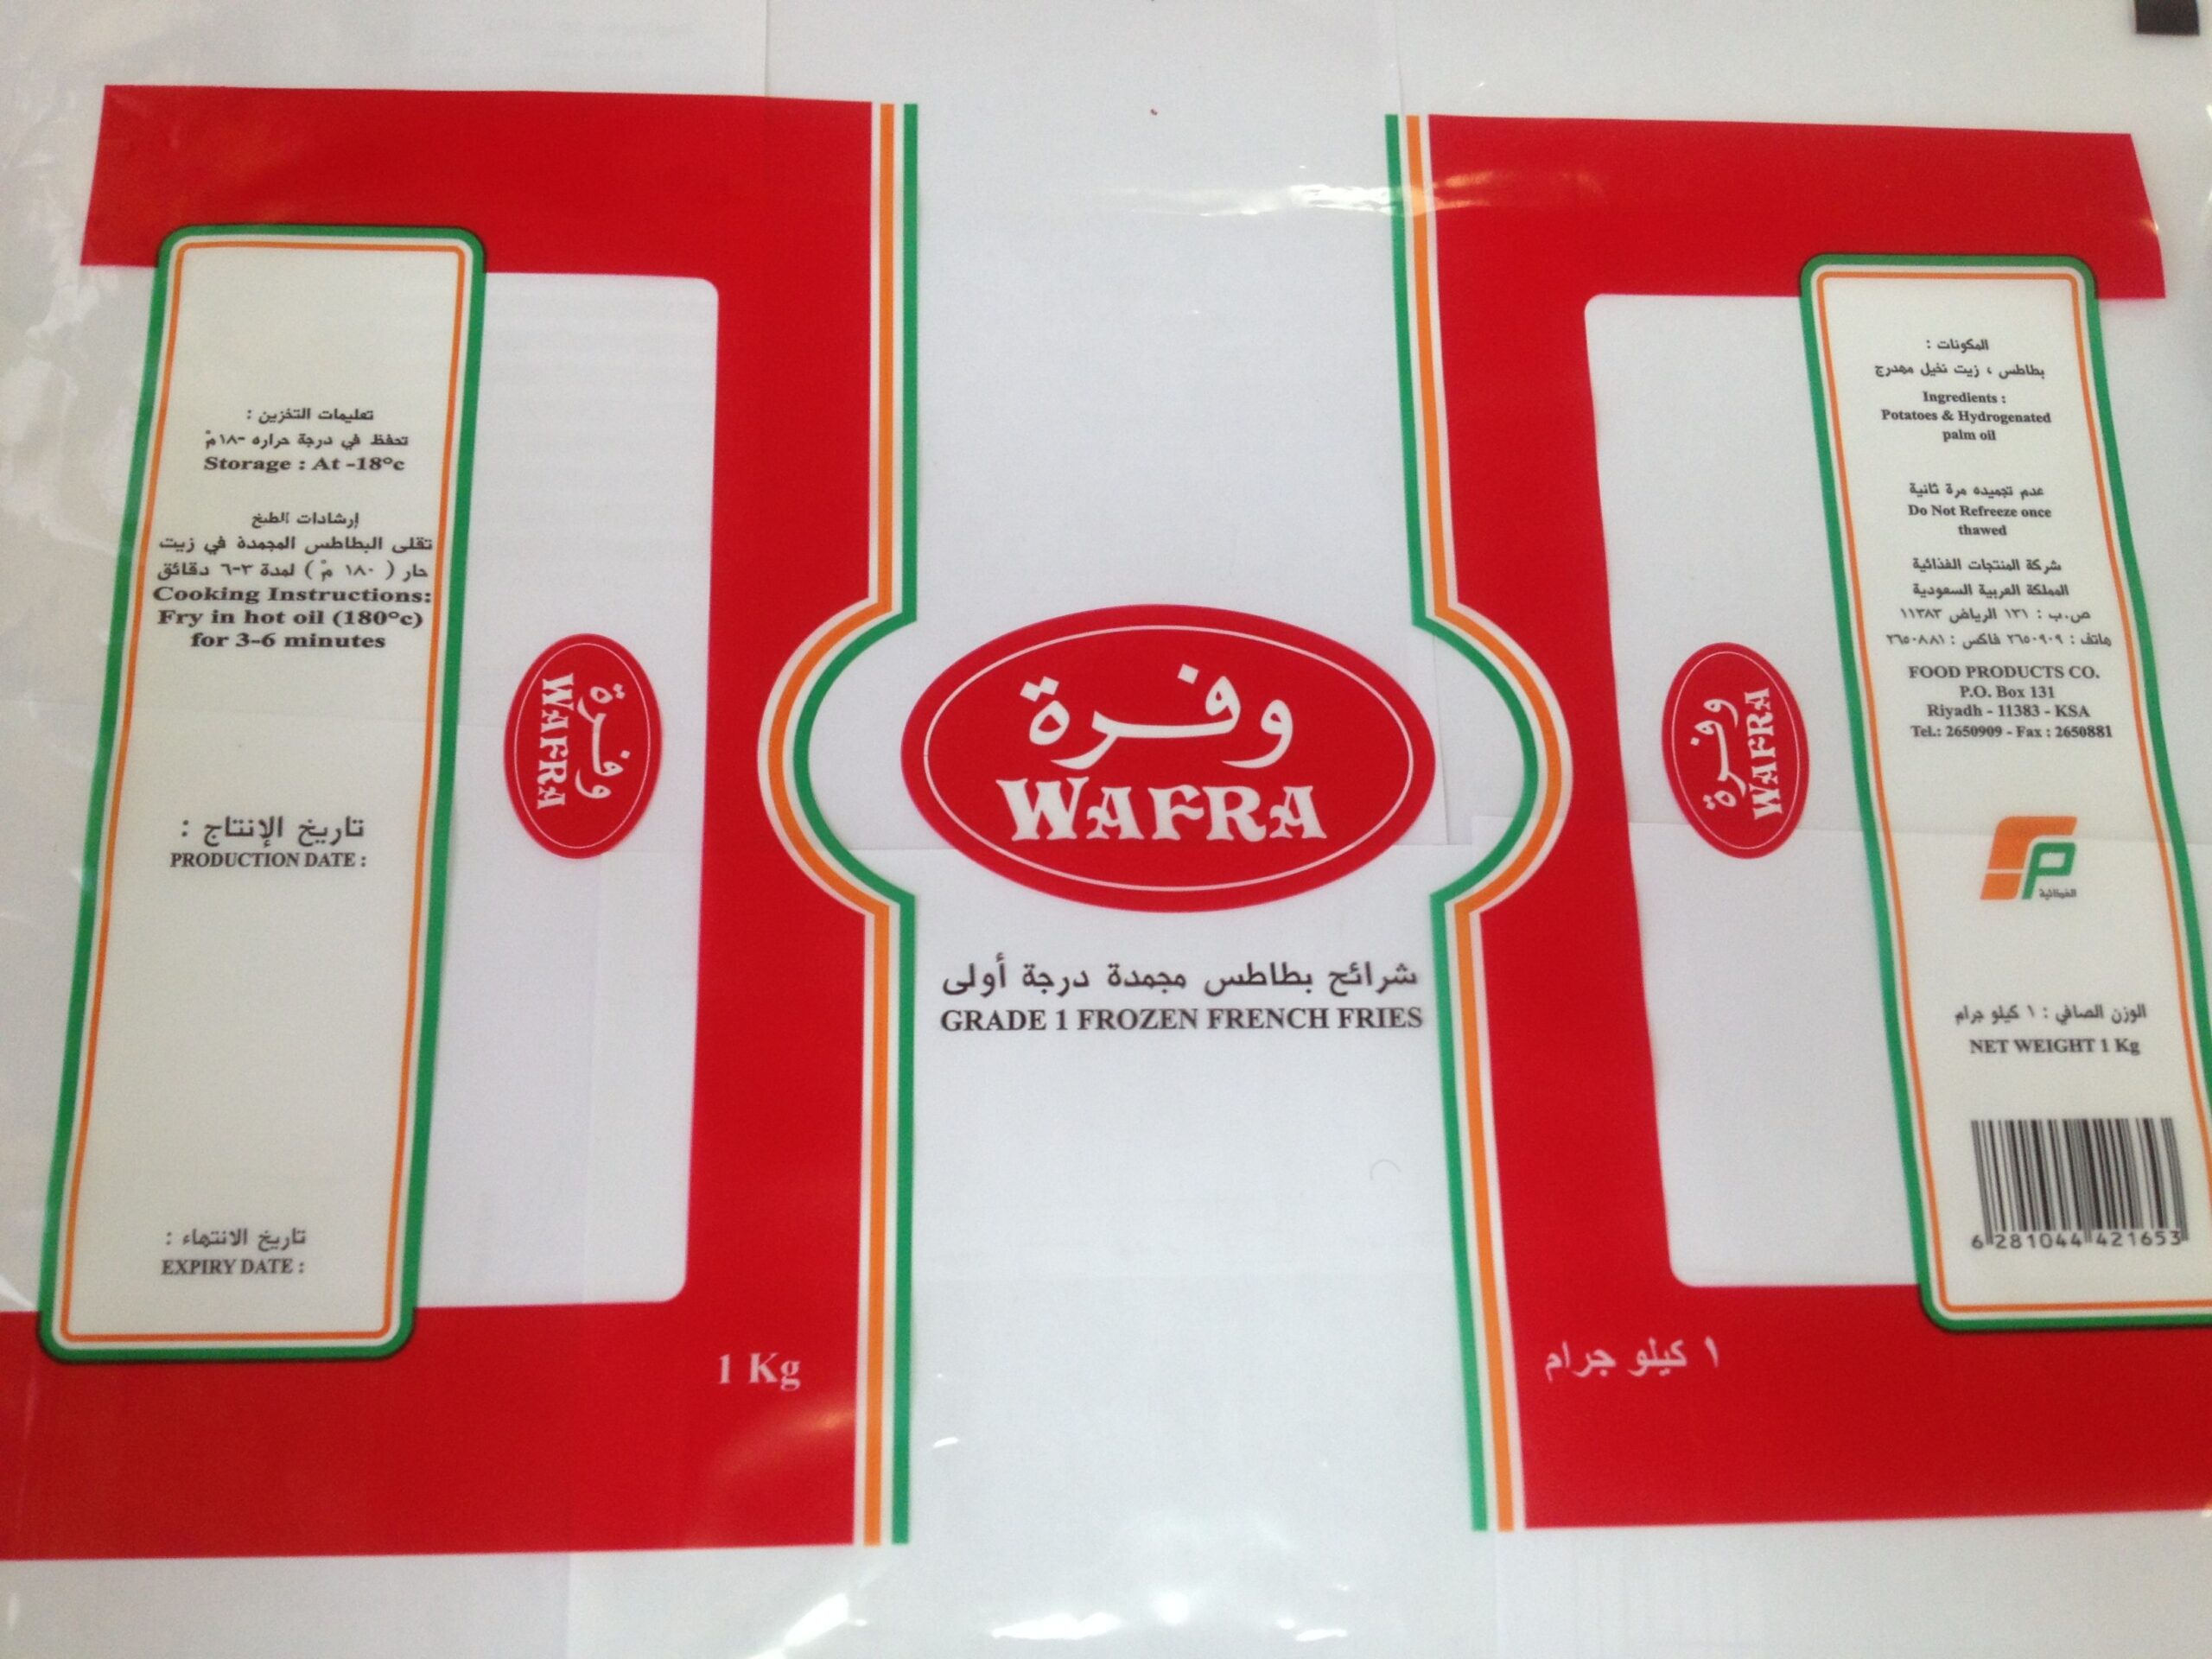 تعليمات التخزين :
تحفظ في درجة حراره -١٨مْ
Storage : At -18°c
إرشادات الطبخ
تقلى البطاطس المجمدة في زيت
حار ( ١٨٠ مْ ) لمدة ٣-٦ دقائق
Cooking Instructions:
Fry in hot oil (180°c)
for 3-6 minutes
تاريخ الإنتاج :
PRODUCTION DATE :
تاريخ الانتهاء :
EXPIRY DATE :
وفرة
WAFRA
1 Kg
وفرة
WAFRA
شرائح بطاطس مجمدة درجة أولى
GRADE 1 FROZEN FRENCH FRIES
وفرة
WAFRA
١ كيلو جرام
المكونات :
بطاطس ، زيت نخيل مهدرج
Ingredients :
Potatoes & Hydrogenated
palm oil
عدم تجميده مرة ثانية
Do Not Refreeze once
thawed
شركة المنتجات الغذائية
المملكة العربية السعودية
ص.ب : ١٣١ الرياض ١١٣٨٣
هاتف : ٢٦٥٠٩٠٩ فاكس : ٢٦٥٠٨٨١
FOOD PRODUCTS CO.
P.O. Box 131
Riyadh - 11383 - KSA
Tel.: 2650909 - Fax : 2650881
الغذائية
الوزن الصافي : ١ كيلو جرام
NET WEIGHT 1 Kg
6 281044 421653